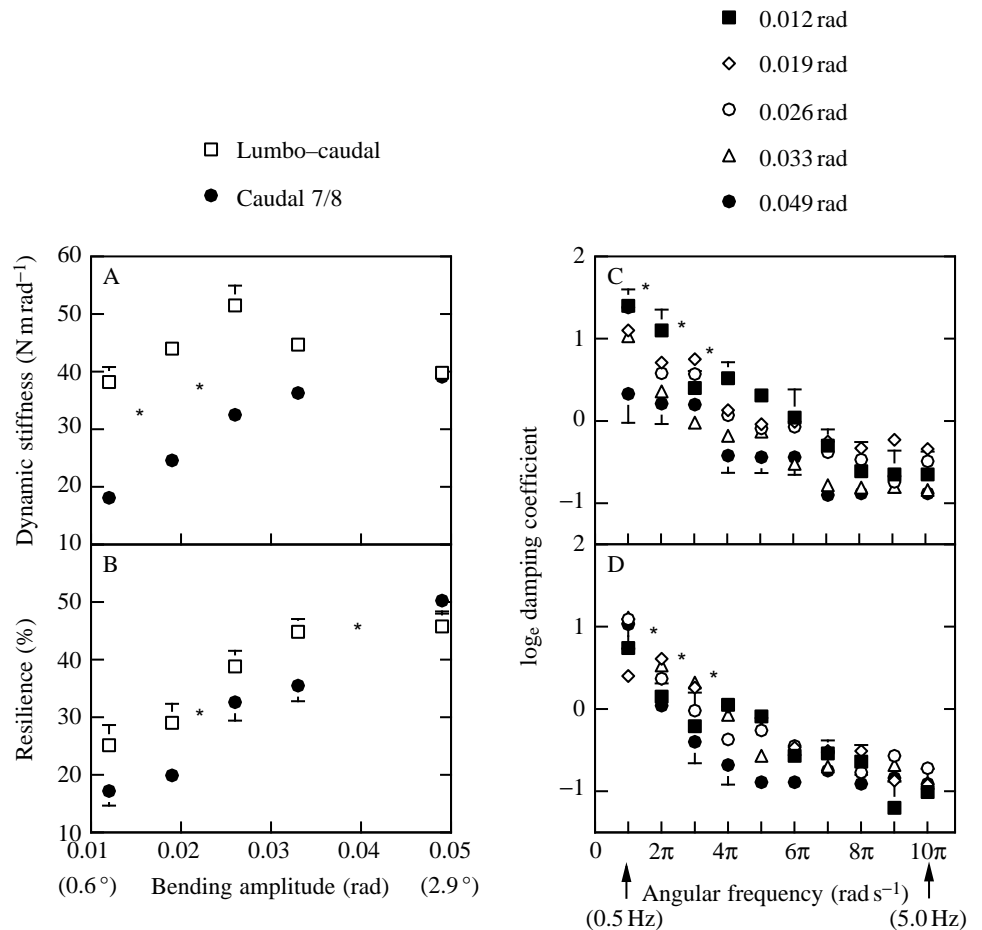 0.012 rad
0.019 rad
0.026 rad
0.033 rad
0.049 rad
Lumbo–caudal
Caudal 7/8
A
60
50
40
30
20
10
Dynamic stiffness (N m rad⁻¹)
*
*
B
50
40
30
20
10
Resilience (%)
*
*
0.01
0.02
0.03
0.04
0.05
(0.6 °)
Bending amplitude (rad)
(2.9 °)
C
2
1
0
−1
*
*
*
logₑ damping coefficient
D
2
1
0
−1
*
*
*
0
2π
4π
6π
8π
10π
Angular frequency (rad s⁻¹)
(0.5 Hz)
(5.0 Hz)